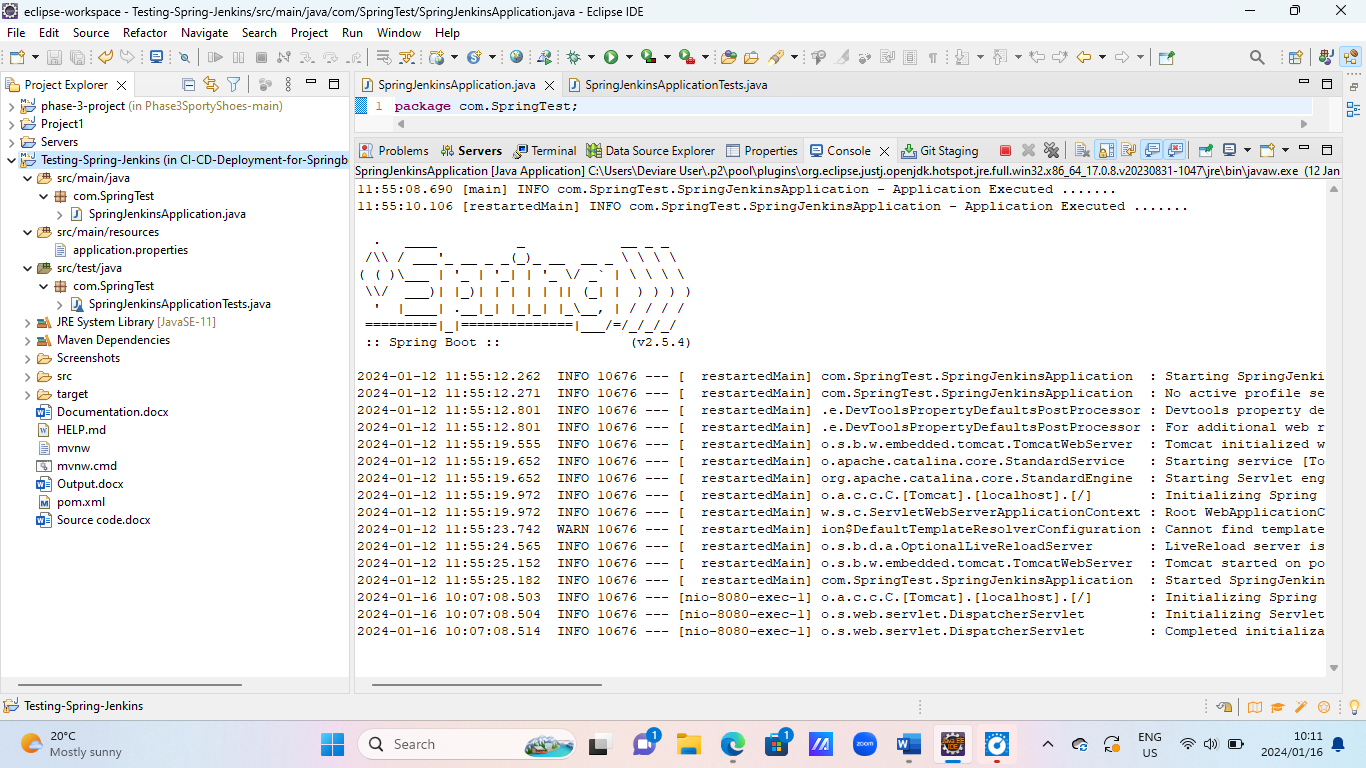 eclipse-workspace - Testing-Spring-Jenkins/src/main/java/com/SpringTest/SpringJenkinsApplication.java - Eclipse IDE
File Edit Source Refactor Navigate Search Project Run Window Help
Project Explorer
phase-3-project (in Phase3SportyShoes-main)
Project1
Servers
Testing-Spring-Jenkins (in CI-CD-Deployment-for-Springb
src/main/java
com.SpringTest
SpringJenkinsApplication.java
src/main/resources
application.properties
src/test/java
com.SpringTest
SpringJenkinsApplicationTests.java
JRE System Library [JavaSE-11]
Maven Dependencies
Screenshots
src
target
Documentation.docx
HELP.md
mvnw
mvnw.cmd
Output.docx
pom.xml
Source code.docx
SpringJenkinsApplication.java SpringJenkinsApplicationTests.java
1 package com.SpringTest;
Problems Servers Terminal Data Source Explorer Properties Console Git Staging
SpringJenkinsApplication [Java Application] C:\Users\Deviare User\.p2\pool\plugins\org.eclipse.justj.openjdk.hotspot.jre.full.win32.x86_64_17.0.8.v20230831-1047\jre\bin\javaw.exe (12 Jan
11:55:08.690 [main] INFO com.SpringTest.SpringJenkinsApplication - Application Executed .......
11:55:10.106 [restartedMain] INFO com.SpringTest.SpringJenkinsApplication - Application Executed .......
Spring
:: Spring Boot :: (v2.5.4)
2024-01-12 11:55:12.262 INFO 10676 --- [ restartedMain] com.SpringTest.SpringJenkinsApplication : Starting SpringJenki
2024-01-12 11:55:12.271 INFO 10676 --- [ restartedMain] com.SpringTest.SpringJenkinsApplication : No active profile se
2024-01-12 11:55:12.801 INFO 10676 --- [ restartedMain] .e.DevToolsPropertyDefaultsPostProcessor : Devtools property de
2024-01-12 11:55:12.801 INFO 10676 --- [ restartedMain] .e.DevToolsPropertyDefaultsPostProcessor : For additional web r
2024-01-12 11:55:19.555 INFO 10676 --- [ restartedMain] o.s.b.w.embedded.tomcat.TomcatWebServer : Tomcat initialized w
2024-01-12 11:55:19.652 INFO 10676 --- [ restartedMain] o.apache.catalina.core.StandardService : Starting service [To
2024-01-12 11:55:19.652 INFO 10676 --- [ restartedMain] org.apache.catalina.core.StandardEngine : Starting Servlet eng
2024-01-12 11:55:19.972 INFO 10676 --- [ restartedMain] o.a.c.c.C.[Tomcat].[localhost].[/] : Initializing Spring
2024-01-12 11:55:19.972 INFO 10676 --- [ restartedMain] w.s.c.ServletWebServerApplicationContext : Root WebApplicationC
2024-01-12 11:55:23.742 WARN 10676 --- [ restartedMain] ion$DefaultTemplateResolverConfiguration : Cannot find template
2024-01-12 11:55:24.565 INFO 10676 --- [ restartedMain] o.s.b.d.a.OptionalLiveReloadServer : LiveReload server is
2024-01-12 11:55:25.152 INFO 10676 --- [ restartedMain] o.s.b.w.embedded.tomcat.TomcatWebServer : Tomcat started on po
2024-01-12 11:55:25.182 INFO 10676 --- [ restartedMain] com.SpringTest.SpringJenkinsApplication : Started SpringJenkin
2024-01-16 10:07:08.503 INFO 10676 --- [nio-8080-exec-1] o.a.c.c.C.[Tomcat].[localhost].[/] : Initializing Spring
2024-01-16 10:07:08.504 INFO 10676 --- [nio-8080-exec-1] o.s.web.servlet.DispatcherServlet : Initializing Servlet
2024-01-16 10:07:08.514 INFO 10676 --- [nio-8080-exec-1] o.s.web.servlet.DispatcherServlet : Completed initializa
Testing-Spring-Jenkins
20°C
Mostly sunny
Search
1
1
zoom
ENG
US
10:11
2024/01/16